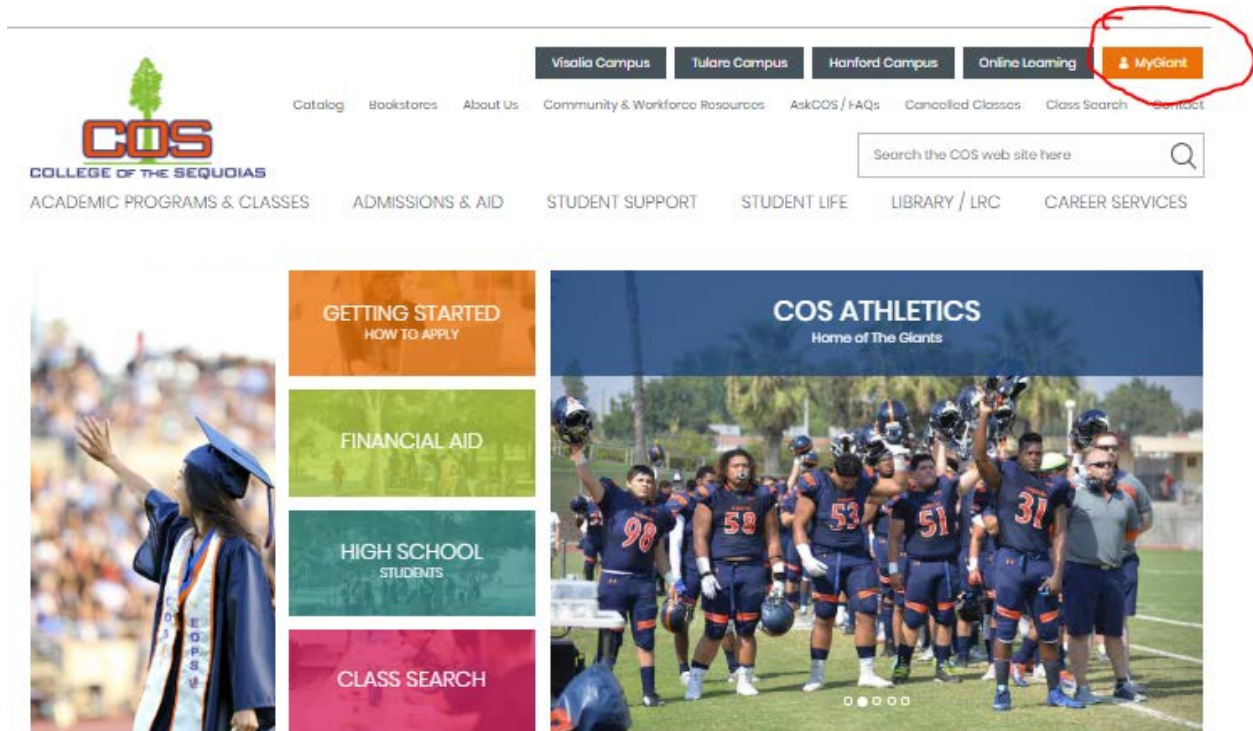 Visalia Campus Tulare Campus Hanford Campus Online Learning MyGiant
Catalog Bookstores About Us Community & Workforce Resources AskCOS / FAQs Cancelled Classes Class Search Contact
COS
COLLEGE OF THE SEQUOIAS
Search the COS web site here
ACADEMIC PROGRAMS & CLASSES ADMISSIONS & AID STUDENT SUPPORT STUDENT LIFE LIBRARY / LRC CAREER SERVICES
GETTING STARTED
HOW TO APPLY
FINANCIAL AID
HIGH SCHOOL
STUDENTS
CLASS SEARCH
COS ATHLETICS
Home of The Giants
98 58 53 51 31
COS
EOPS